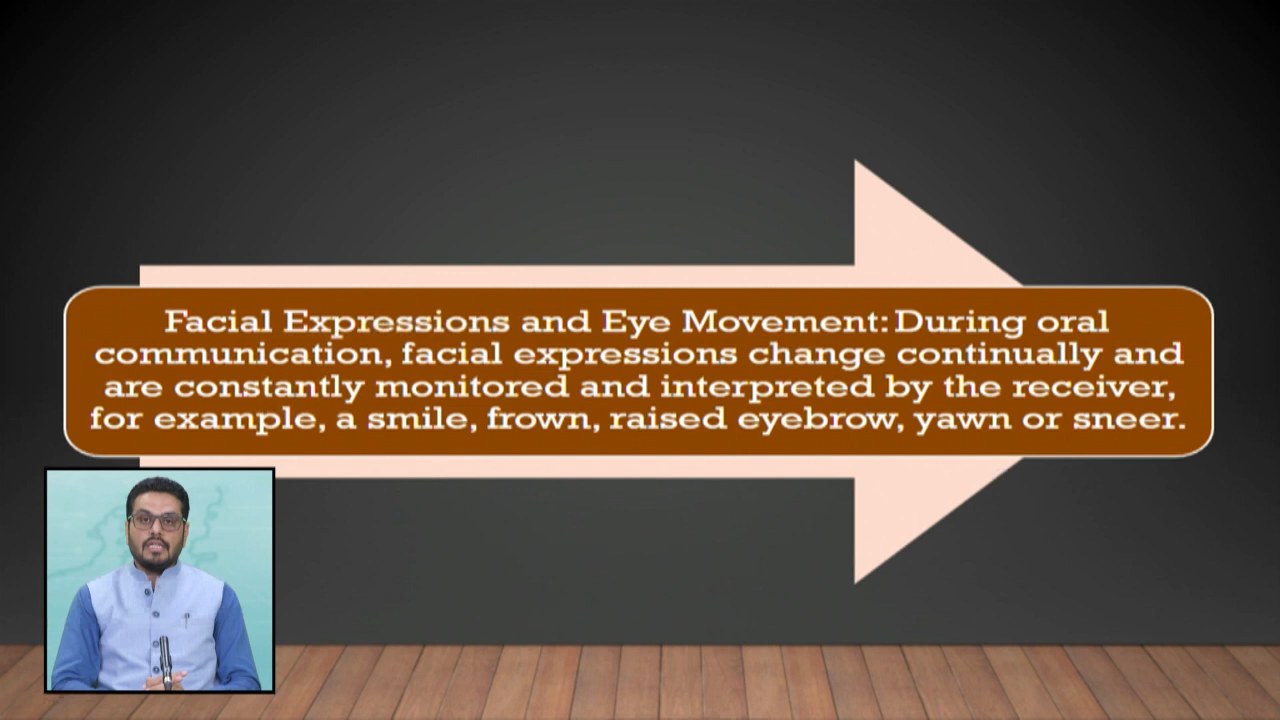 Facial Expressions and Eye Movement: During oral
communication, facial expressions change continually and
are constantly monitored and interpreted by the receiver,
for example, a smile, frown, raised eyebrow, yawn or sneer.